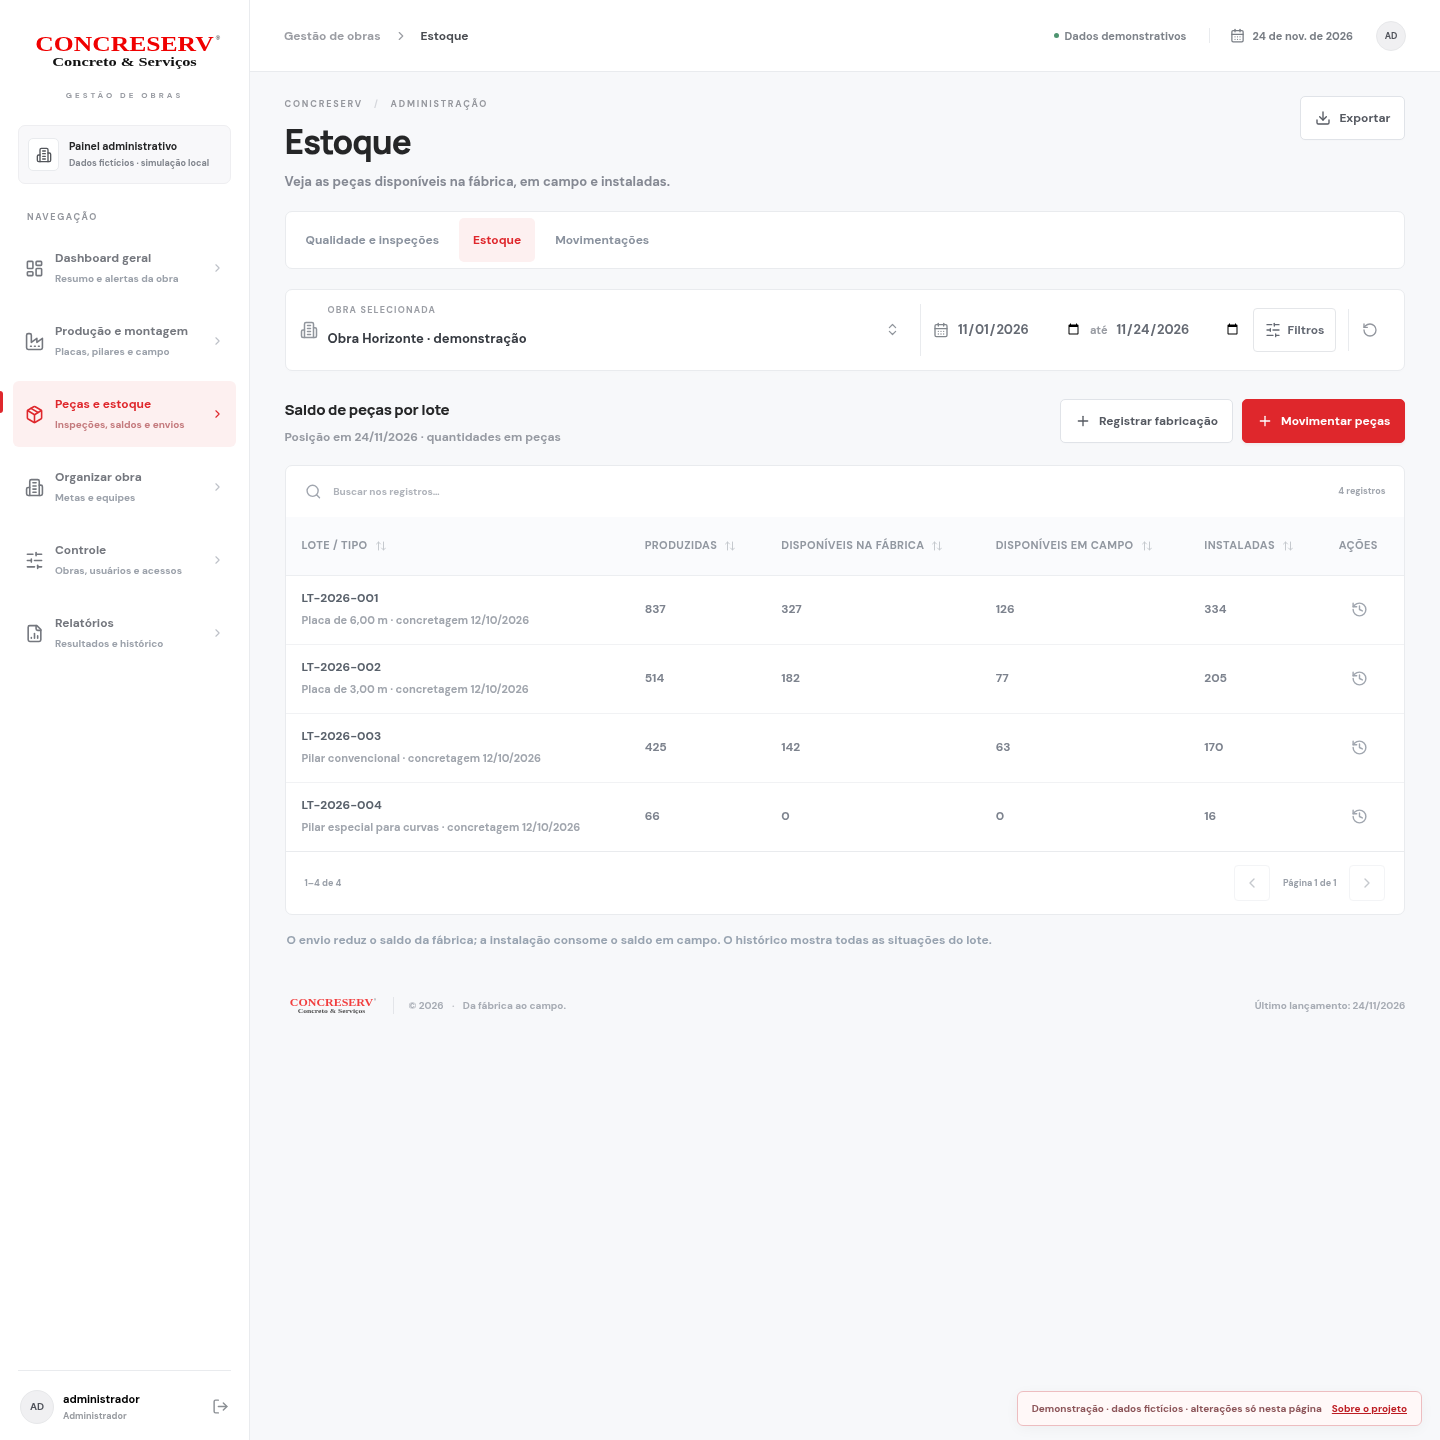 CONCRESERV®
Concreto & Serviços
GESTÃO DE OBRAS
Painel administrativo
Dados fictícios · simulação local
NAVEGAÇÃO
Dashboard geral
Resumo e alertas da obra
Produção e montagem
Placas, pilares e campo
Peças e estoque
Inspeções, saldos e envios
Organizar obra
Metas e equipes
Controle
Obras, usuários e acessos
Relatórios
Resultados e histórico
AD
administrador
Administrador
Gestão de obras > Estoque
Dados demonstrativos
24 de nov. de 2026
AD
CONCRESERV / ADMINISTRAÇÃO
Estoque
Veja as peças disponíveis na fábrica, em campo e instaladas.
Exportar
Qualidade e inspeções Estoque Movimentações
OBRA SELECIONADA
Obra Horizonte · demonstração
11/01/2026 até 11/24/2026
Filtros
Saldo de peças por lote
Posição em 24/11/2026 · quantidades em peças
Registrar fabricação
Movimentar peças
Buscar nos registros...
4 registros
LOTE / TIPO PRODUZIDAS DISPONÍVEIS NA FÁBRICA DISPONÍVEIS EM CAMPO INSTALADAS AÇÕES
LT-2026-001
Placa de 6,00 m · concretagem 12/10/2026
837 327 126 334
LT-2026-002
Placa de 3,00 m · concretagem 12/10/2026
514 182 77 205
LT-2026-003
Pilar convencional · concretagem 12/10/2026
425 142 63 170
LT-2026-004
Pilar especial para curvas · concretagem 12/10/2026
66 0 0 16
1–4 de 4
Página 1 de 1
O envio reduz o saldo da fábrica; a instalação consome o saldo em campo. O histórico mostra todas as situações do lote.
CONCRESERV
Concreto & Serviços
© 2026 · Da fábrica ao campo.
Último lançamento: 24/11/2026
Demonstração · dados fictícios · alterações só nesta página Sobre o projeto